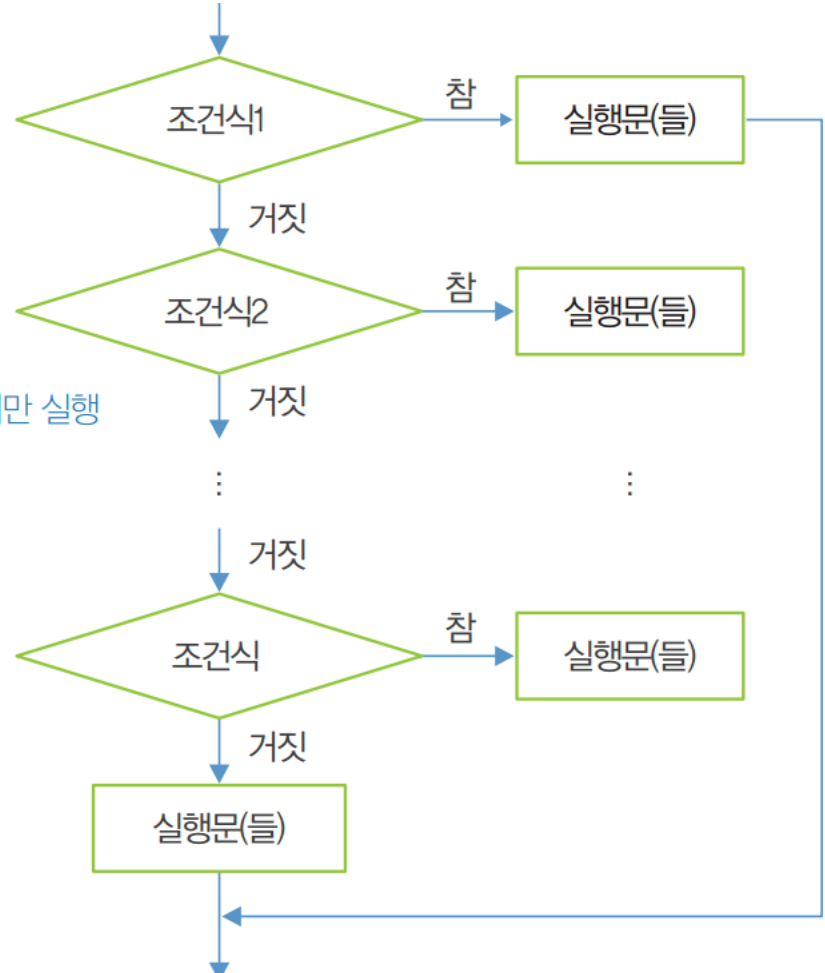 조건식1
참
실행문(들)
거짓
조건식2
참
실행문(들)
만 실행
거짓
⋮
⋮
거짓
조건식
참
실행문(들)
거짓
실행문(들)